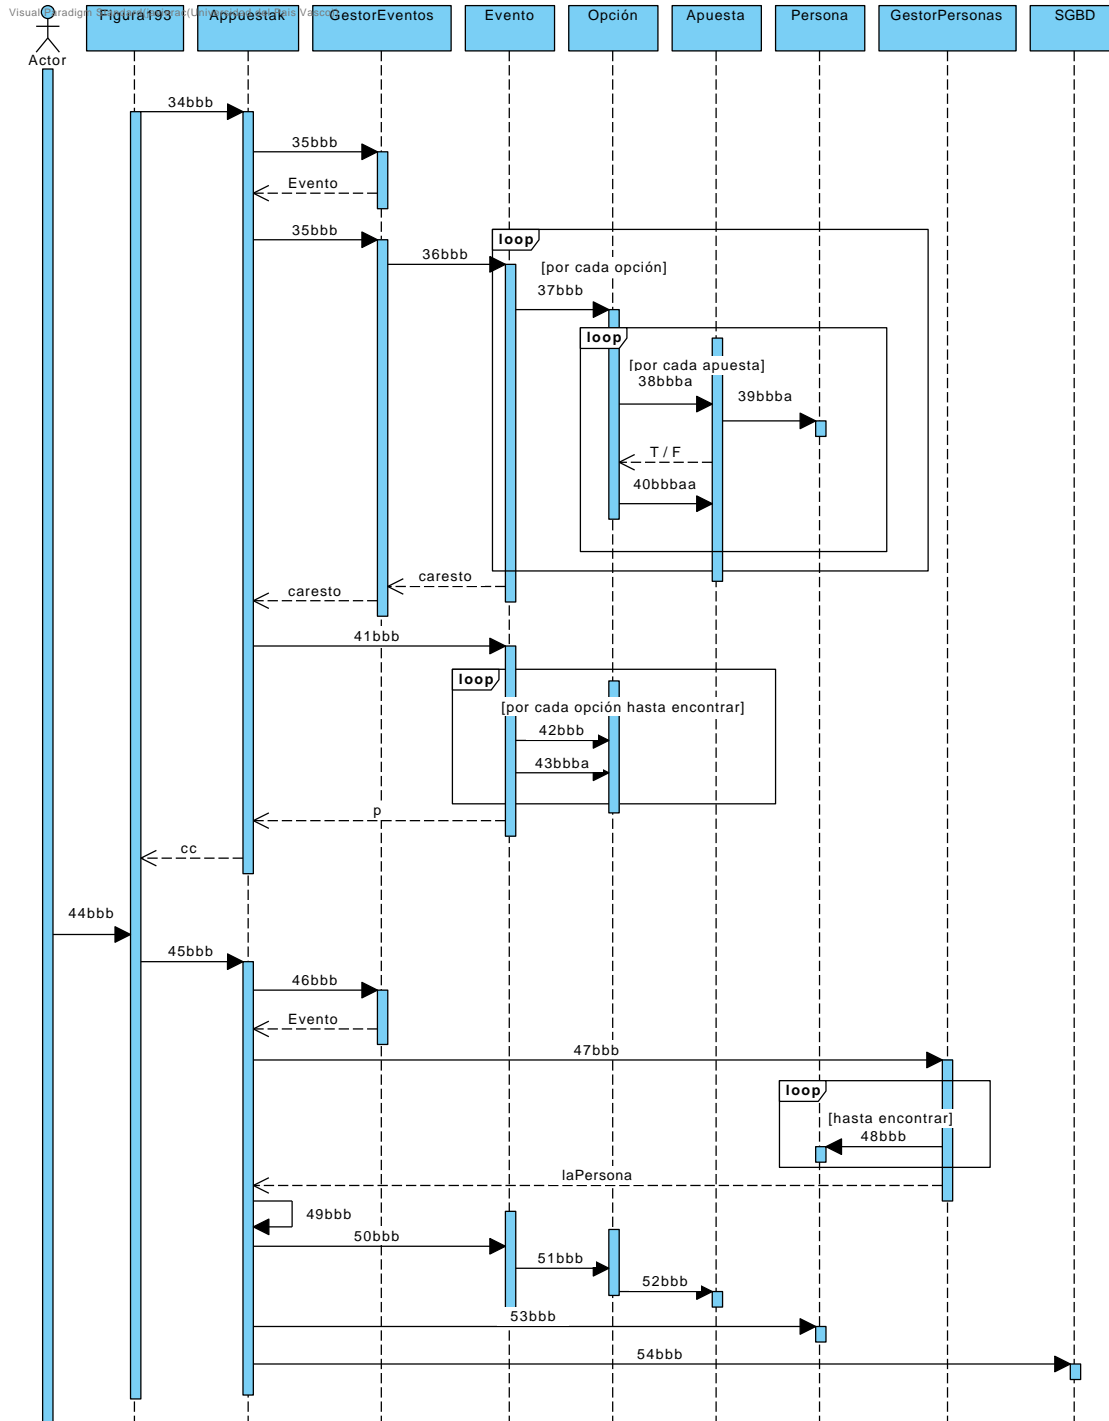 Visual Paradigm
Figura193
Appuestak
GestorEventos
Evento
Opción
Apuesta
Persona
GestorPersonas
SGBD
Actor
34bbb
35bbb
Evento
35bbb
loop
36bbb
[por cada opción]
37bbb
loop
[por cada apuesta]
38bbba
39bbba
T / F
40bbbaa
caresto
caresto
41bbb
loop
[por cada opción hasta encontrar]
42bbb
43bbba
p
cc
44bbb
45bbb
46bbb
Evento
47bbb
loop
[hasta encontrar]
48bbb
laPersona
49bbb
50bbb
51bbb
52bbb
53bbb
54bbb